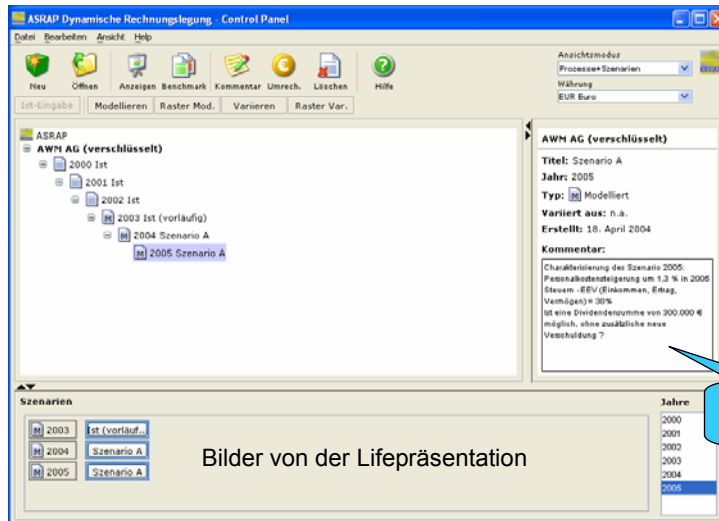 ASRAP Dynamische Rechnungslegung - Control Panel
Datei Bearbeiten Ansicht Help
Neu Öffnen Anzeigen Benchmark Kommentar Umrech. Löschen Hilfe
Ansichtsmodus
Prozesse+Szenarien
Währung
EUR Euro
Ist-Eingabe Modellieren Raster Mod. Variieren Raster Var.
ASRAP
AWM AG (verschlüsselt)
2000 Ist
2001 Ist
2002 Ist
M 2003 Ist (vorläufig)
M 2004 Szenario A
M 2005 Szenario A
AWM AG (verschlüsselt)
Titel: Szenario A
Jahr: 2005
Typ: M Modelliert
Variiert aus: n.a.
Erstellt: 18. April 2004
Kommentar:
Charakterisierung des Szenario 2005:
Personalkostensteigerung um 1,3 % in 2005
Steuern -EEV (Einkommen, Ertrag,
Vermögen) = 38%
Ist eine Dividendensumme von 300.000 €
möglich, ohne zusätzliche neue
Verschuldung ?
Szenarien
M 2003 Ist (vorläuf..
M 2004 Szenario A
M 2005 Szenario A
Bilder von der Lifepräsentation
Jahre
2000
2001
2002
2003
2004
2005